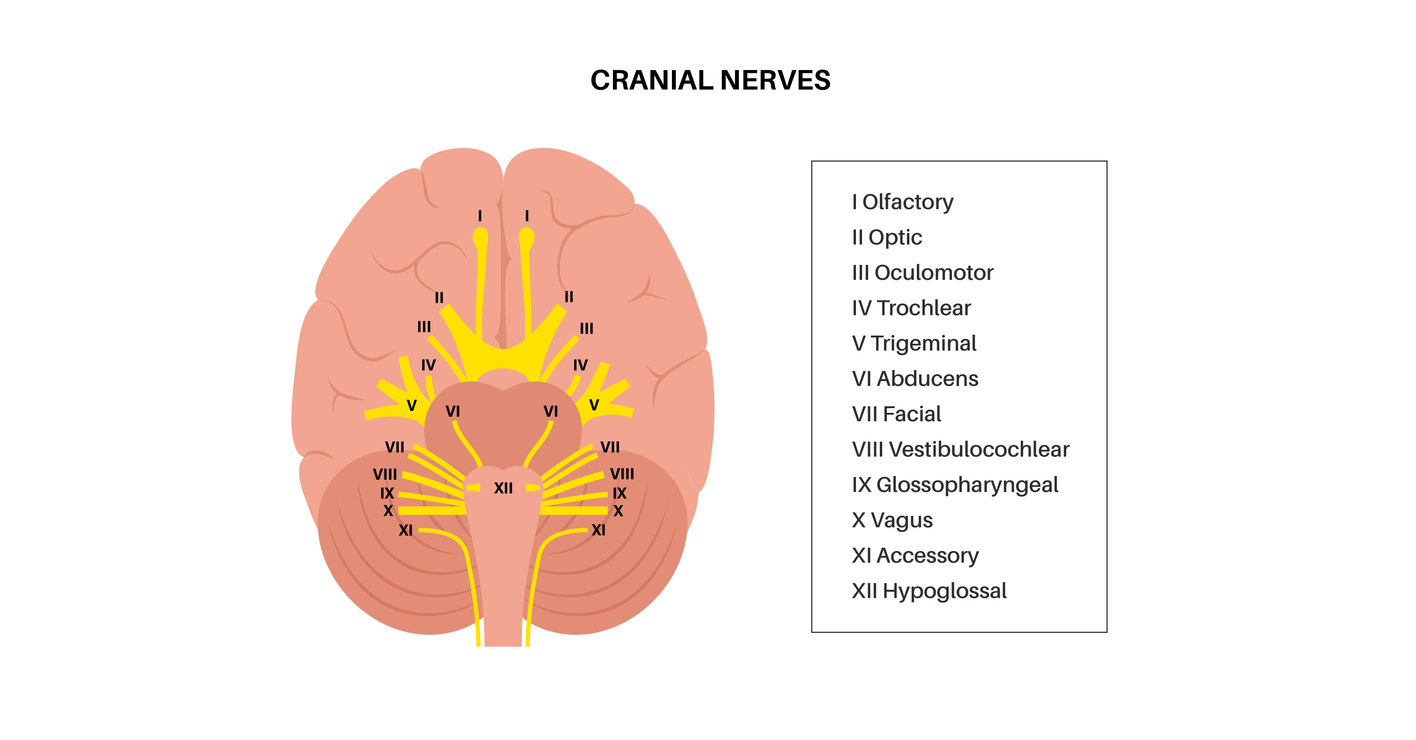 CRANIAL NERVES
I I
II II
III III
IV IV
V V
VI VI
VII VII
VIII VIII
XII
IX IX
X X
XI XI
I Olfactory
II Optic
III Oculomotor
IV Trochlear
V Trigeminal
VI Abducens
VII Facial
VIII Vestibulocochlear
IX Glossopharyngeal
X Vagus
XI Accessory
XII Hypoglossal